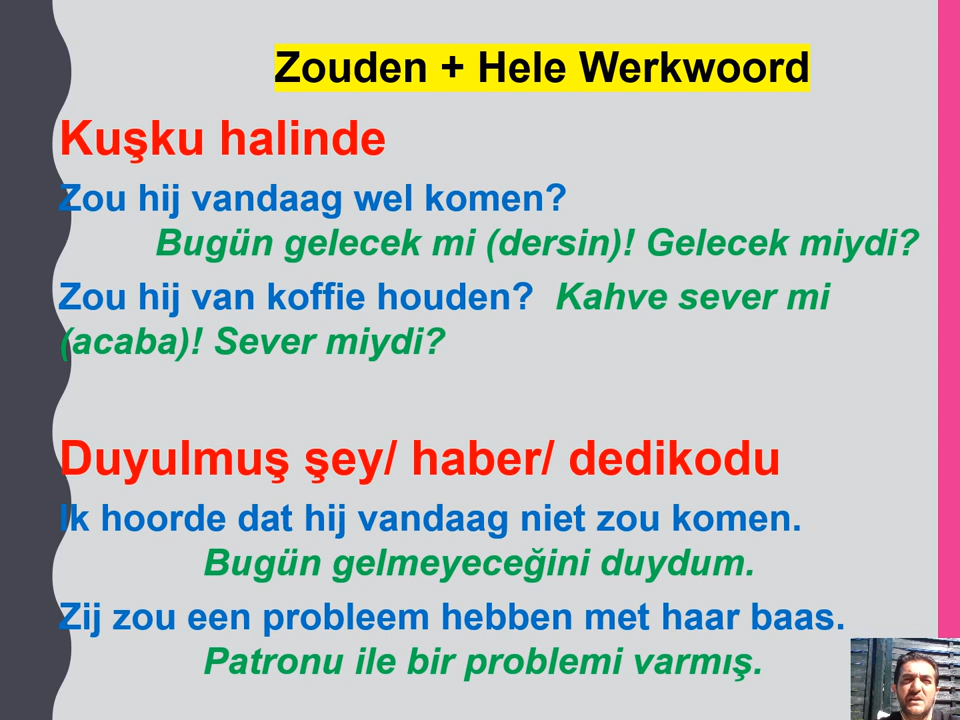 Zouden + Hele Werkwoord
Kuşku halinde
Zou hij vandaag wel komen?
Bugün gelecek mi (dersin)! Gelecek miydi?
Zou hij van koffie houden? Kahve sever mi
(acaba)! Sever miydi?
Duyulmuş şey/ haber/ dedikodu
Ik hoorde dat hij vandaag niet zou komen.
Bugün gelmeyeceğini duydum.
Zij zou een probleem hebben met haar baas.
Patronu ile bir problemi varmış.